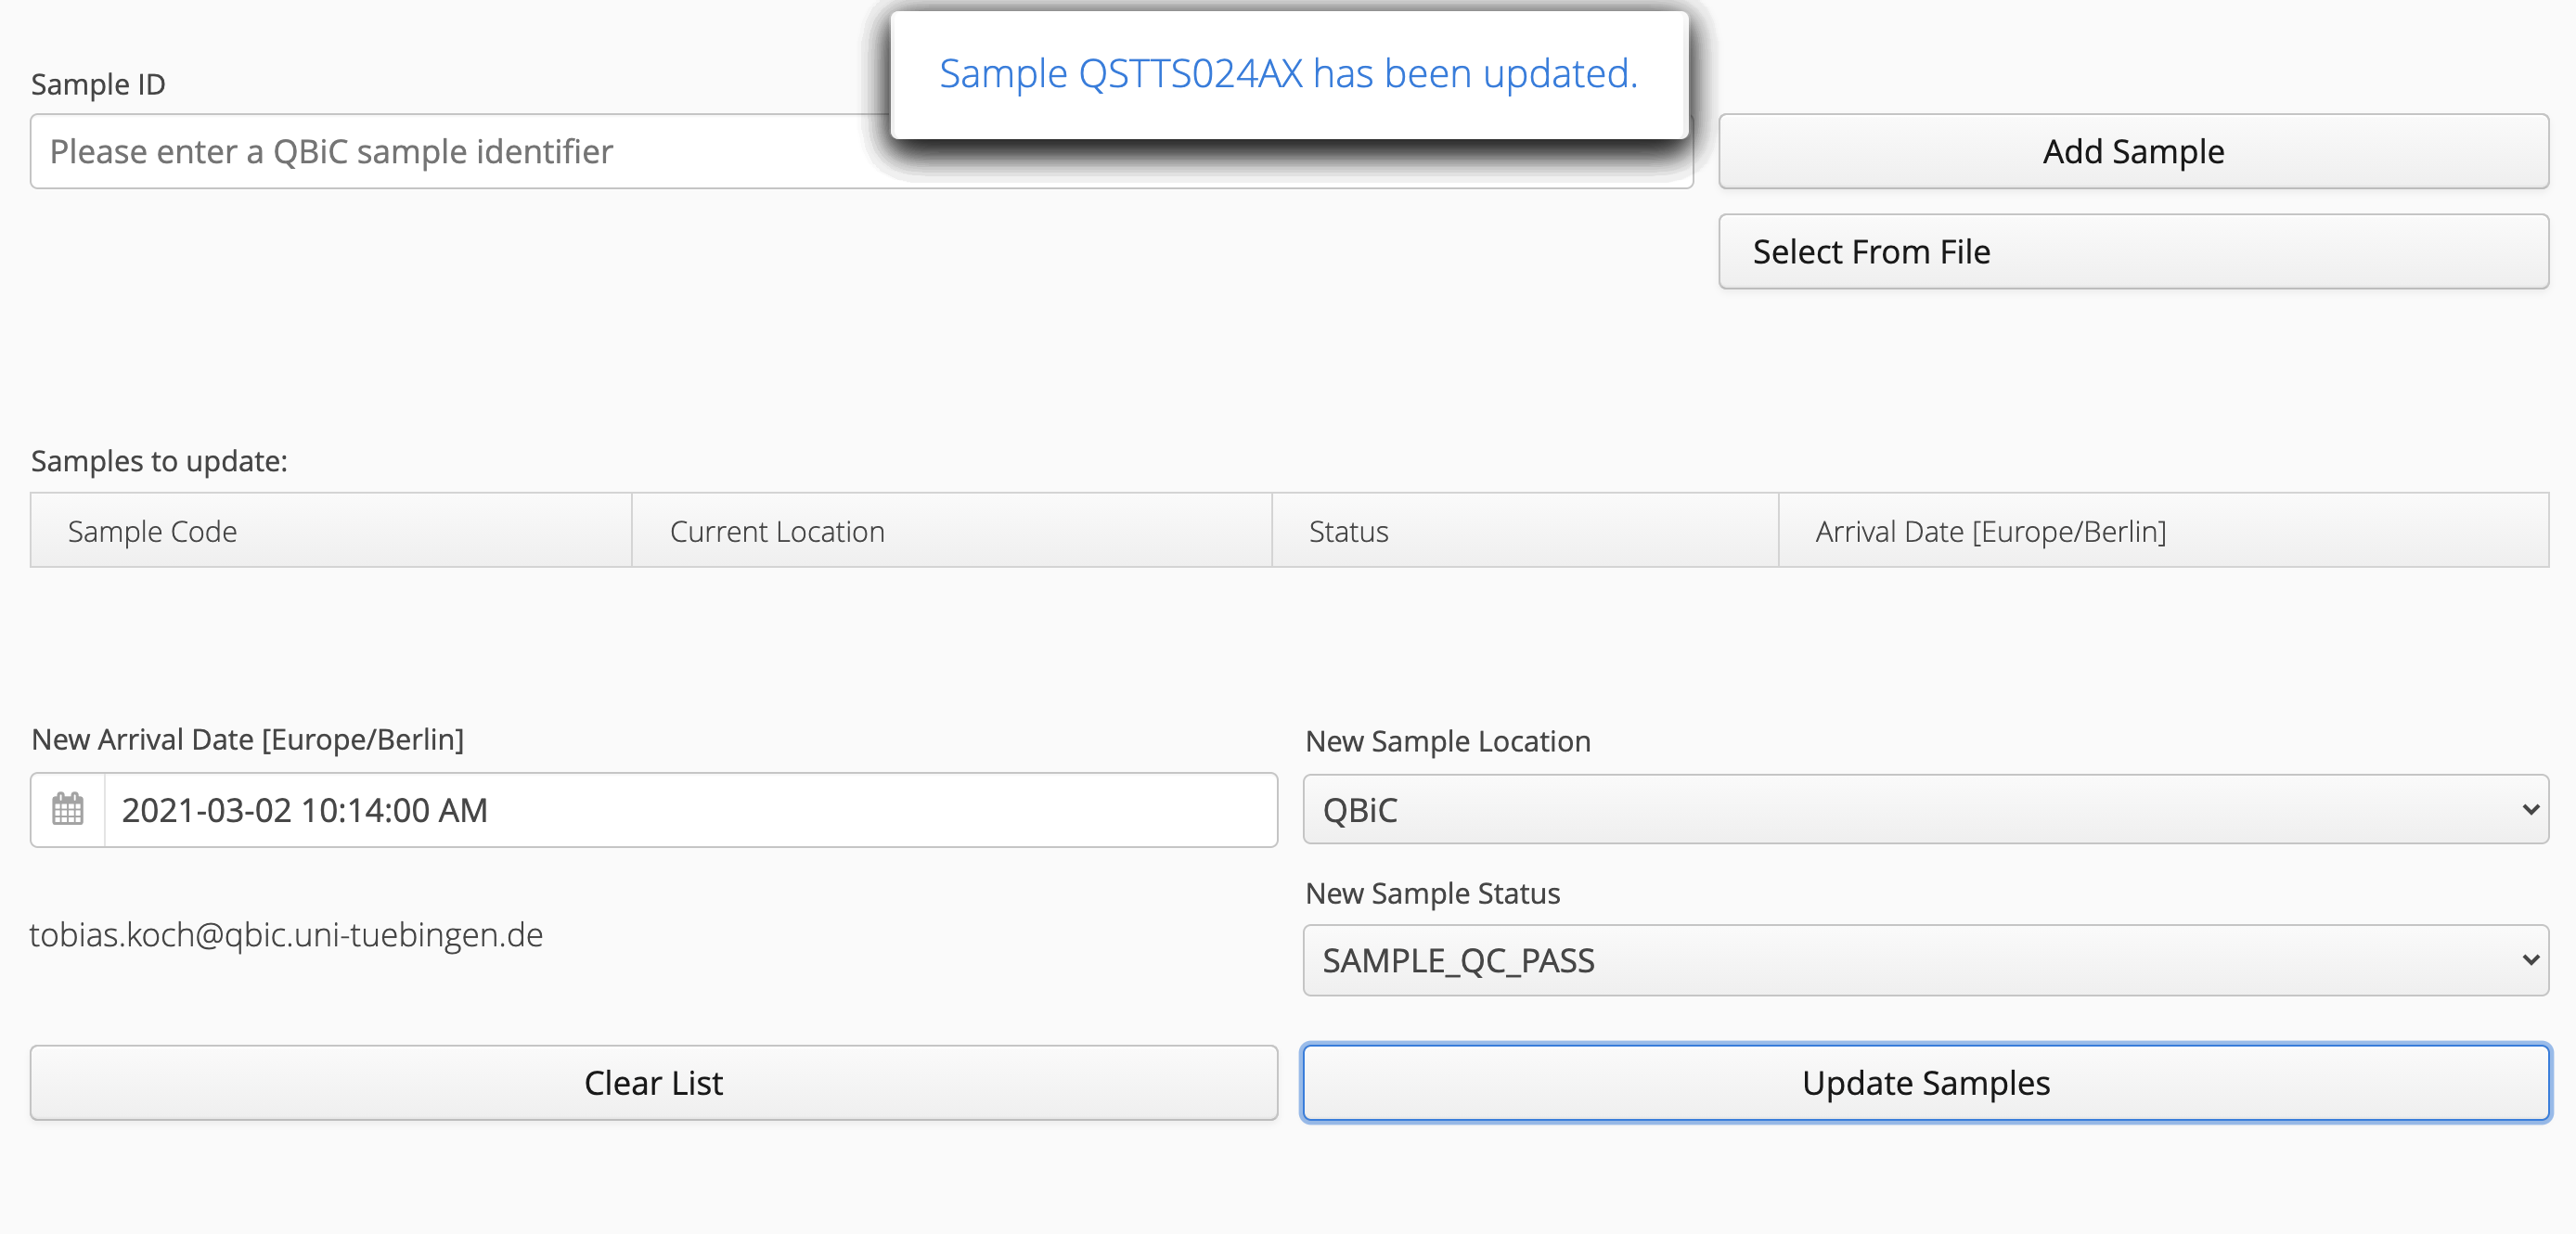 Sample QSTTS024AX has been updated.
Sample ID
Please enter a QBiC sample identifier
Add Sample
Select From File
Samples to update:
Sample Code Current Location Status Arrival Date [Europe/Berlin]
New Arrival Date [Europe/Berlin]
2021-03-02 10:14:00 AM
New Sample Location
QBiC
tobias.koch@qbic.uni-tuebingen.de
New Sample Status
SAMPLE_QC_PASS
Clear List
Update Samples